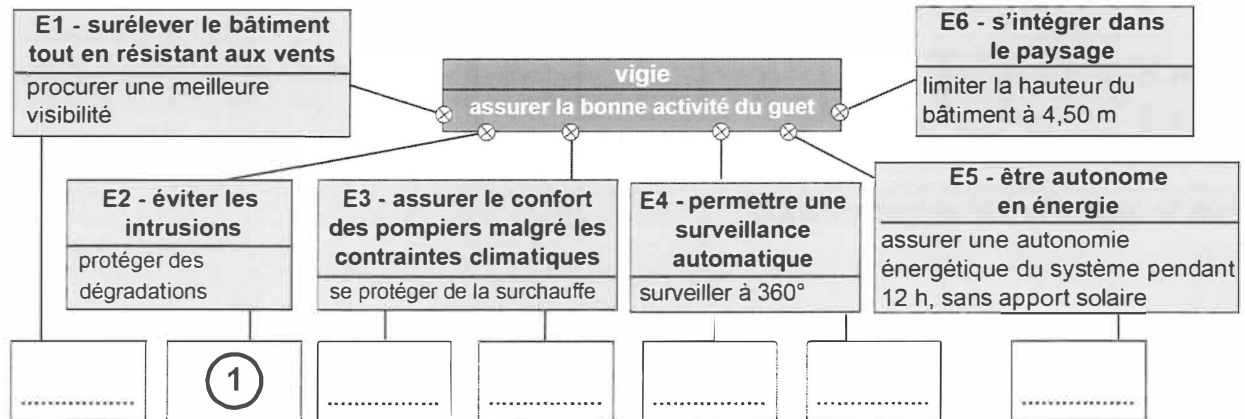 E1 - surélever le bâtiment
tout en résistant aux vents
procurer une meilleure
visibilité
vigie
assurer la bonne activité du guet
E6 - s'intégrer dans
le paysage
limiter la hauteur du
bâtiment à 4,50 m
E2 - éviter les
intrusions
protéger des
dégradations
E3 - assurer le confort
des pompiers malgré les
contraintes climatiques
se protéger de la surchauffe
E4 - permettre une
surveillance
automatique
surveiller à 360°
E5 - être autonome
en énergie
assurer une autonomie
énergétique du système pendant
12 h, sans apport solaire
................
1
................
................
................
................
................